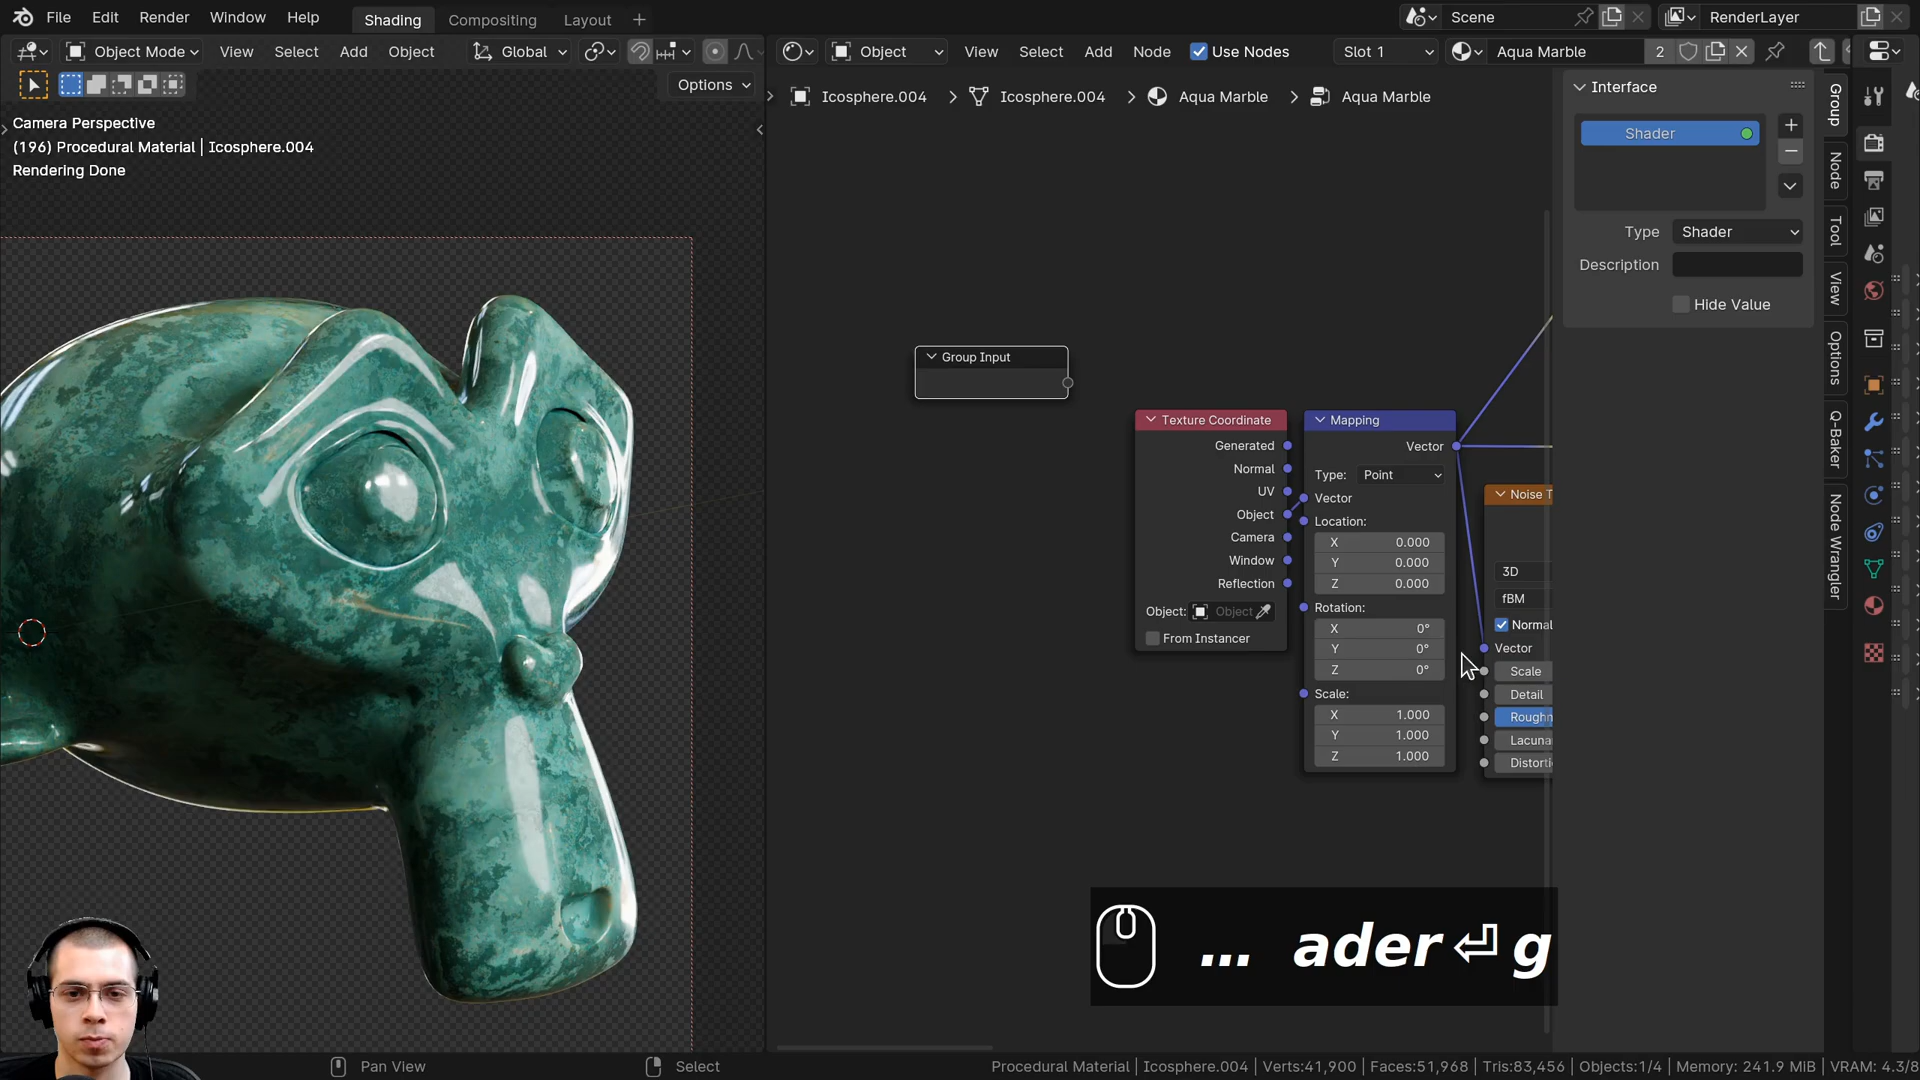 File Edit Render Window Help Shading Compositing Layout + Scene RenderLayer
Object Mode View Select Add Object Global Object View Select Add Node Use Nodes Slot 1 Aqua Marble 2
Options
Icosphere.004 > Icosphere.004 > Aqua Marble > Aqua Marble
Camera Perspective
(196) Procedural Material | Icosphere.004
Rendering Done
Group Input
Texture Coordinate
Generated
Normal
UV
Object
Camera
Window
Reflection
Object: Object
From Instancer
Mapping
Vector
Type: Point
Vector
Location:
X 0.000
Y 0.000
Z 0.000
Rotation:
X 0°
Y 0°
Z 0°
Scale:
X 1.000
Y 1.000
Z 1.000
Noise T
3D
fBM
Normal
Vector
Scale
Detail
Roughn
Lacuna
Distorti
Interface
Shader
Type Shader
Description
Hide Value
Group
Node
Tool
View
Options
Q-Baker
Node Wrangler
... ader⏎g
Pan View Select Procedural Material | Icosphere.004 | Verts:41,900 | Faces:51,968 | Tris:83,456 | Objects:1/4 | Memory: 241.9 MiB | VRAM: 4.3/8